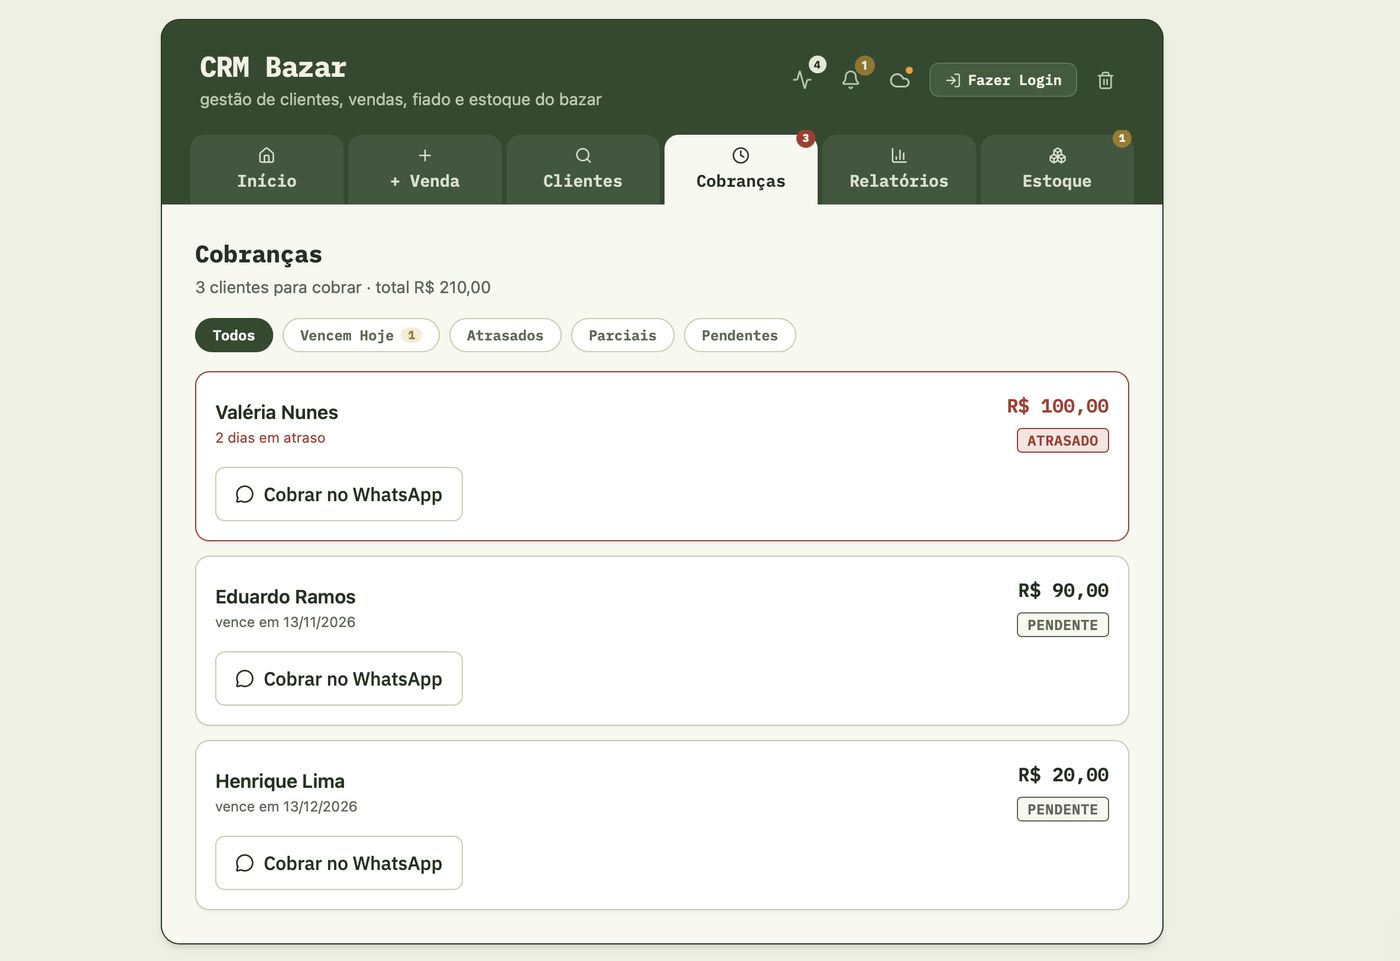 CRM Bazar
gestão de clientes, vendas, fiado e estoque do bazar
4
1
Fazer Login
Início
+ Venda
Clientes
3
Cobranças
Relatórios
1
Estoque
Cobranças
3 clientes para cobrar · total R$ 210,00
Todos
Vencem Hoje 1
Atrasados
Parciais
Pendentes
Valéria Nunes
R$ 100,00
2 dias em atraso
ATRASADO
Cobrar no WhatsApp
Eduardo Ramos
R$ 90,00
vence em 13/11/2026
PENDENTE
Cobrar no WhatsApp
Henrique Lima
R$ 20,00
vence em 13/12/2026
PENDENTE
Cobrar no WhatsApp